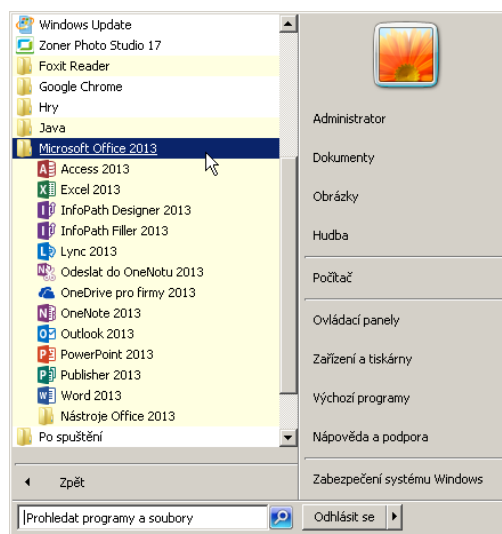 Windows Update
Zoner Photo Studio 17
Foxit Reader
Google Chrome
Hry
Java
Microsoft Office 2013
Access 2013
Excel 2013
InfoPath Designer 2013
InfoPath Filler 2013
Lync 2013
Odeslat do OneNotu 2013
OneDrive pro firmy 2013
OneNote 2013
Outlook 2013
PowerPoint 2013
Publisher 2013
Word 2013
Nástroje Office 2013
Po spuštění
Zpět
Prohledat programy a soubory
Administrator
Dokumenty
Obrázky
Hudba
Počítač
Ovládací panely
Zařízení a tiskárny
Výchozí programy
Nápověda a podpora
Zabezpečení systému Windows
Odhlásit se